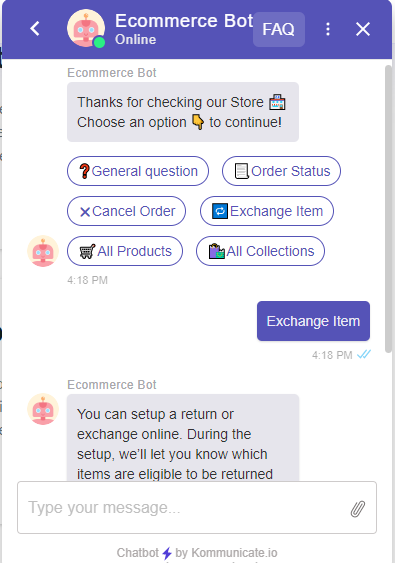 Ecommerce Bot
Online
FAQ
Ecommerce Bot
Thanks for checking our Store 🏪
Choose an option 👇 to continue!
❓General question
📃Order Status
✕Cancel Order
🔁Exchange Item
🛒All Products
🛍️All Collections
4:18 PM
Exchange Item
4:18 PM
Ecommerce Bot
You can setup a return or
exchange online. During the
setup, we'll let you know which
items are eligible to be returned
Type your message...
Chatbot⚡by Kommunicate.io